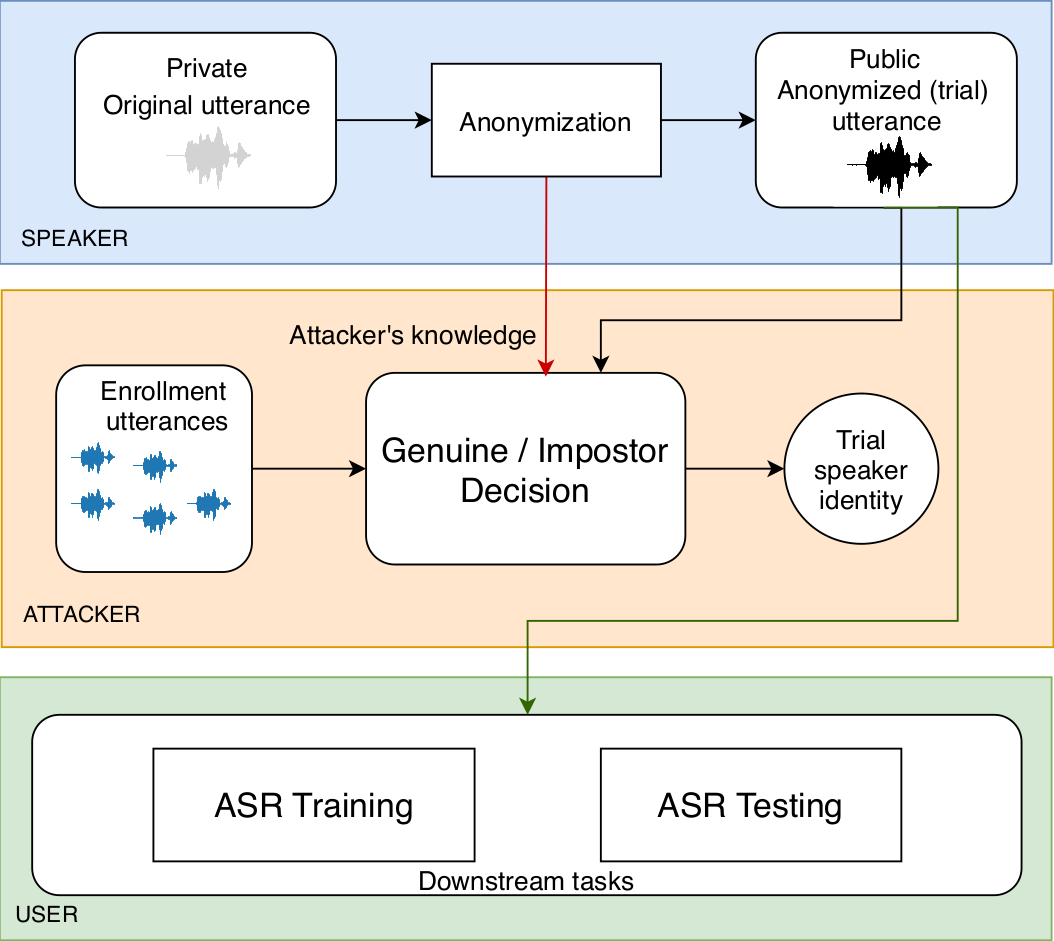 Private
Original utterance
Anonymization
Public
Anonymized (trial)
utterance
SPEAKER
Attacker's knowledge
Enrollment
utterances
Genuine / Impostor
Decision
Trial
speaker
identity
ATTACKER
ASR Training
ASR Testing
Downstream tasks
USER